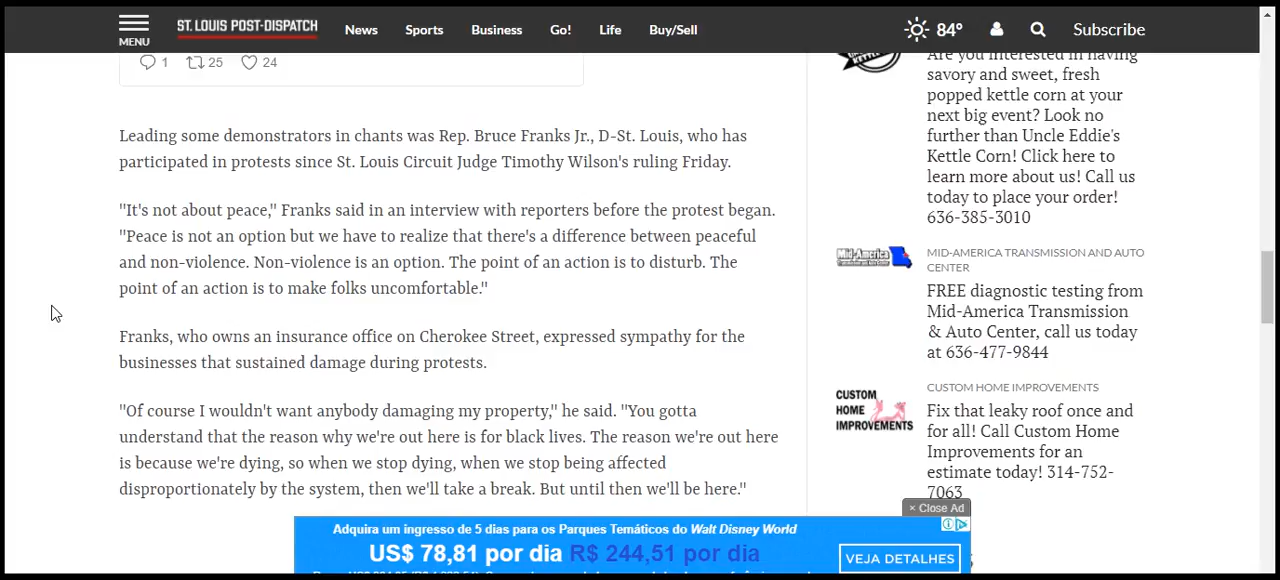 MENU
ST. LOUIS POST-DISPATCH
News
Sports
Business
Go!
Life
Buy/Sell
84°
Subscribe
1
25
24
Leading some demonstrators in chants was Rep. Bruce Franks Jr., D-St. Louis, who has
participated in protests since St. Louis Circuit Judge Timothy Wilson's ruling Friday.
"It's not about peace," Franks said in an interview with reporters before the protest began.
"Peace is not an option but we have to realize that there's a difference between peaceful
and non-violence. Non-violence is an option. The point of an action is to disturb. The
point of an action is to make folks uncomfortable."
Franks, who owns an insurance office on Cherokee Street, expressed sympathy for the
businesses that sustained damage during protests.
"Of course I wouldn't want anybody damaging my property," he said. "You gotta
understand that the reason why we're out here is for black lives. The reason we're out here
is because we're dying, so when we stop dying, when we stop being affected
disproportionately by the system, then we'll take a break. But until then we'll be here."
Are you interested in having
savory and sweet, fresh
popped kettle corn at your
next big event? Look no
further than Uncle Eddie's
Kettle Corn! Click here to
learn more about us! Call us
today to place your order!
636-385-3010
Mid-America
MID-AMERICA TRANSMISSION AND AUTO
CENTER
FREE diagnostic testing from
Mid-America Transmission
& Auto Center, call us today
at 636-477-9844
CUSTOM
HOME
IMPROVEMENTS
CUSTOM HOME IMPROVEMENTS
Fix that leaky roof once and
for all! Call Custom Home
Improvements for an
estimate today! 314-752-
7063
× Close Ad
Adquira um ingresso de 5 dias para os Parques Temáticos do Walt Disney World
US$ 78,81 por dia R$ 244,51 por dia
VEJA DETALHES